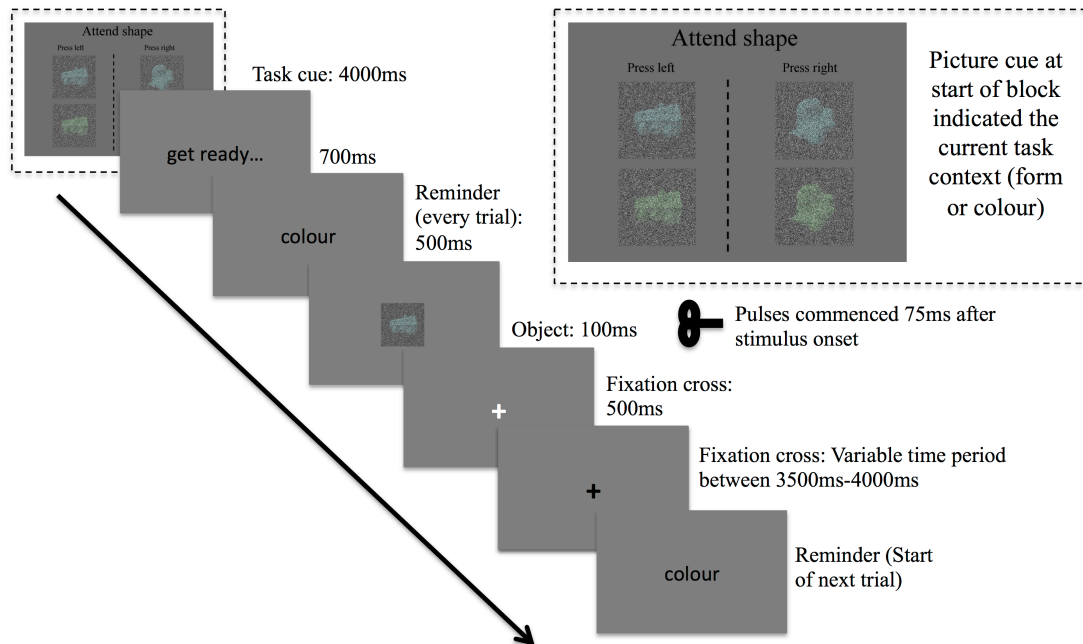 Attend shape
Press left
Press right
Task cue: 4000ms
get ready...
700ms
Reminder
(every trial):
500ms
colour
Object: 100ms
Fixation cross:
500ms
+
Fixation cross: Variable time period
between 3500ms-4000ms
+
Reminder (Start
of next trial)
colour
Attend shape
Press left
Press right
Picture cue at
start of block
indicated the
current task
context (form
or colour)
Pulses commenced 75ms after
stimulus onset